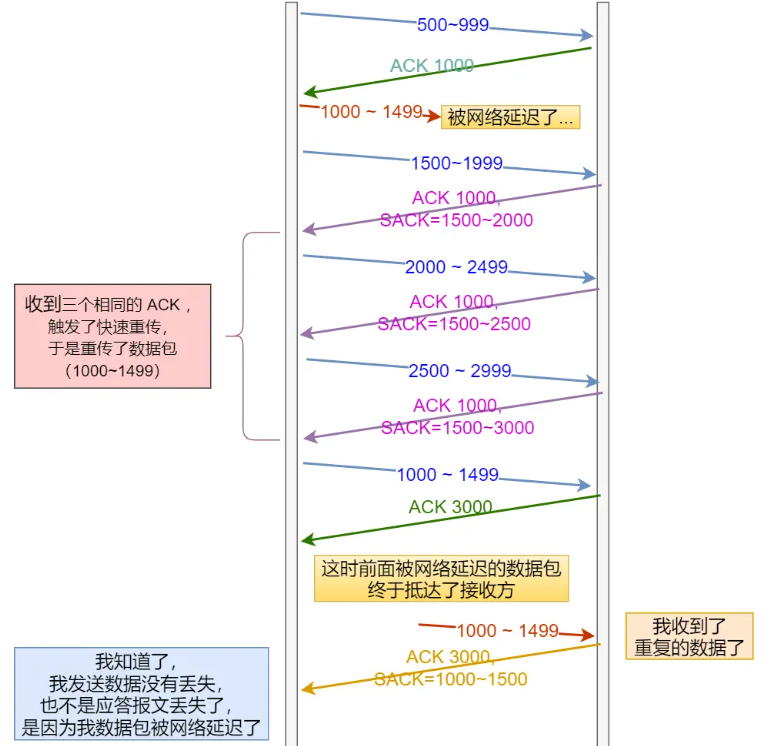 500~999
ACK 1000
1000 ~ 1499
被网络延迟了...
1500~1999
ACK 1000,
SACK=1500~2000
2000 ~ 2499
ACK 1000,
SACK=1500~2500
收到三个相同的 ACK ,
触发了快速重传,
于是重传了数据包
（1000~1499）
2500 ~ 2999
ACK 1000,
SACK=1500~3000
1000 ~ 1499
ACK 3000
这时前面被网络延迟的数据包
终于抵达了接收方
1000 ~ 1499
我收到了
重复的数据了
ACK 3000,
SACK=1000~1500
我知道了，
我发送数据没有丢失，
也不是应答报文丢失了，
是因为我数据包被网络延迟了